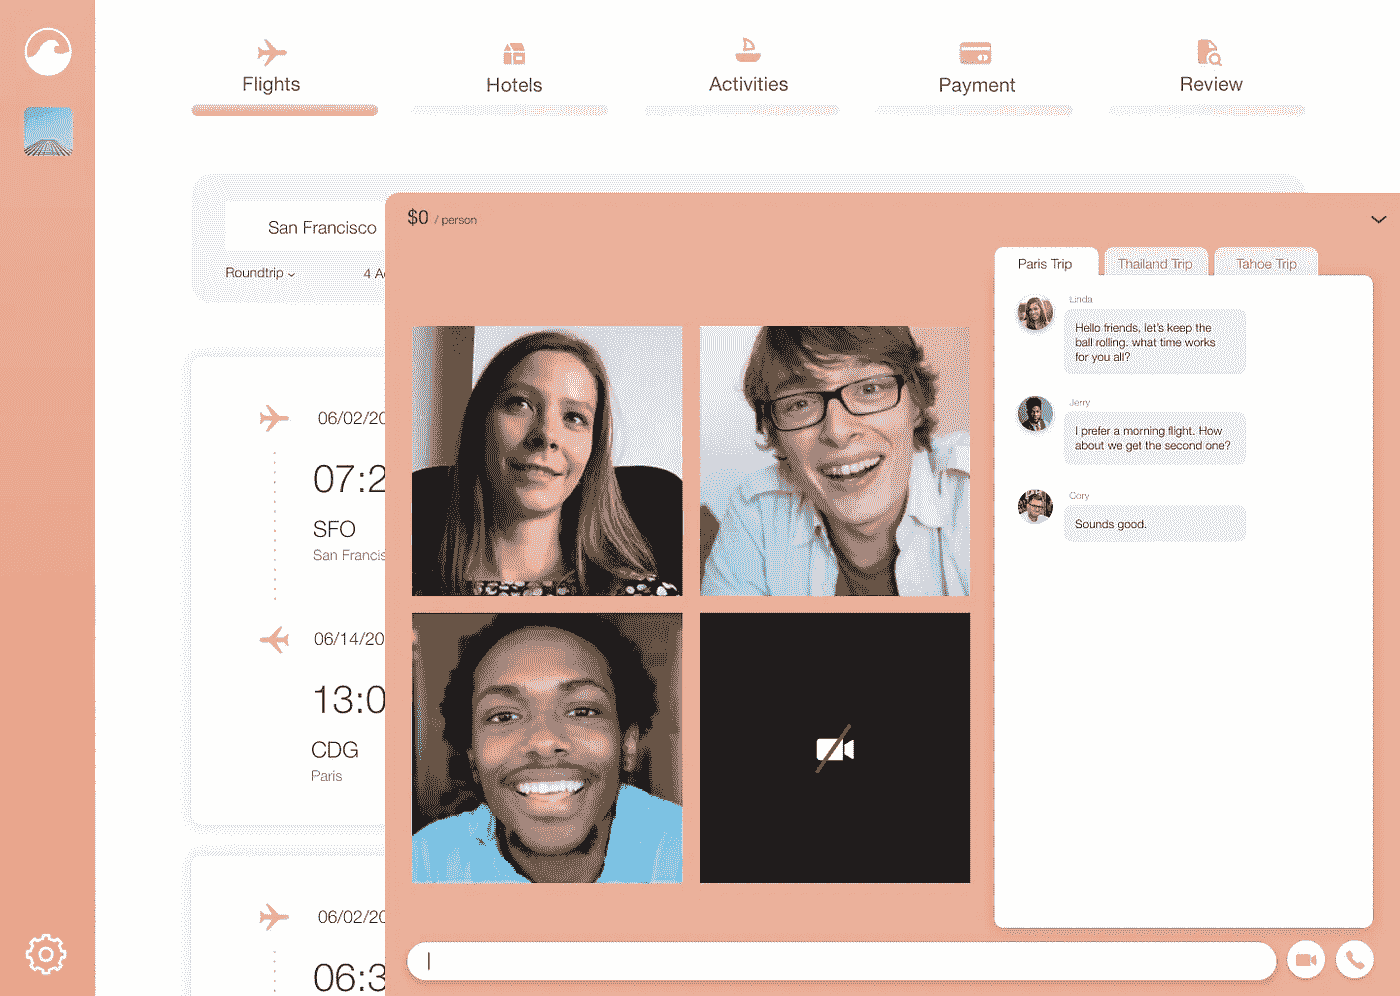 Flights
Hotels
Activities
Payment
Review
San Francisco
Roundtrip
4 A
$0 / person
Paris Trip
Thailand Trip
Tahoe Trip
Linda
Hello friends, let's keep the
ball rolling. what time works
for you all?
Jerry
I prefer a morning flight. How
about we get the second one?
Cory
Sounds good.
06/02/20
07:2
SFO
San Francis
06/14/20
13:0
CDG
Paris
06/02/20
06:3